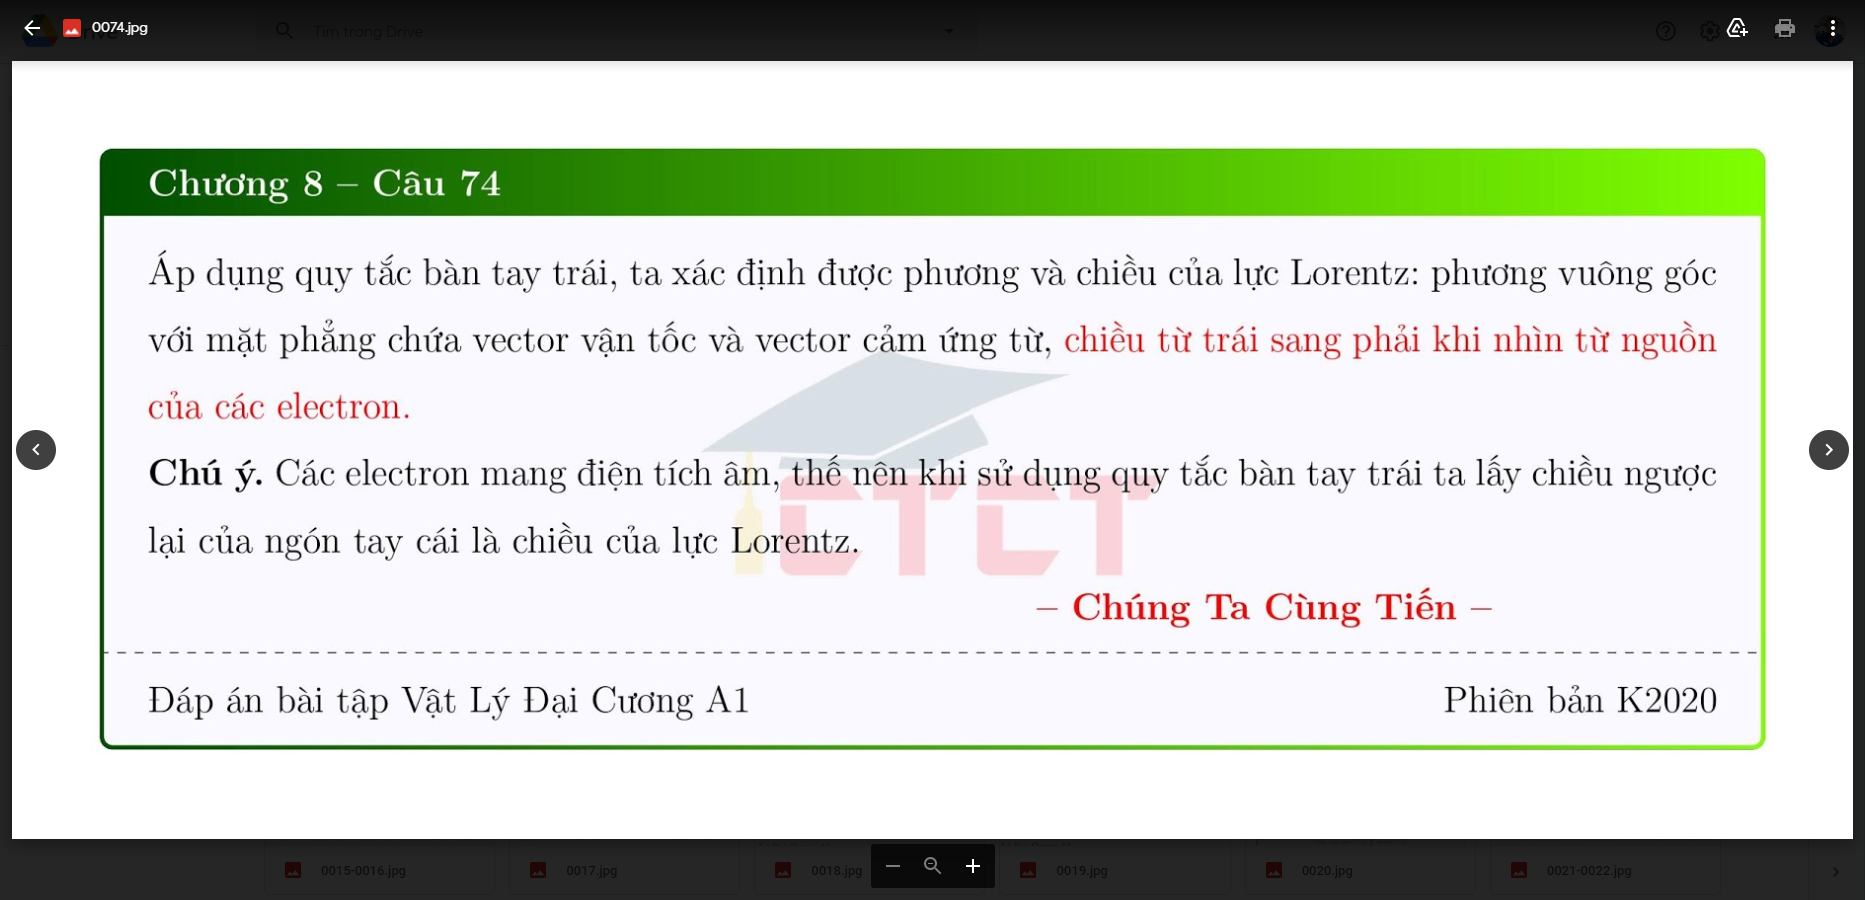 0074.jpg
Tìm trong Drive
Chương 8 – Câu 74
Áp dụng quy tắc bàn tay trái, ta xác định được phương và chiều của lực Lorentz: phương vuông góc
với mặt phẳng chứa vector vận tốc và vector cảm ứng từ, chiều từ trái sang phải khi nhìn từ nguồn
của các electron.
Chú ý. Các electron mang điện tích âm, thế nên khi sử dụng quy tắc bàn tay trái ta lấy chiều ngược
lại của ngón tay cái là chiều của lực Lorentz.
CTCT
– Chúng Ta Cùng Tiến –
Đáp án bài tập Vật Lý Đại Cương A1 Phiên bản K2020
0015-0016.jpg 0017.jpg 0018.jpg 0019.jpg 0020.jpg 0021-0022.jpg